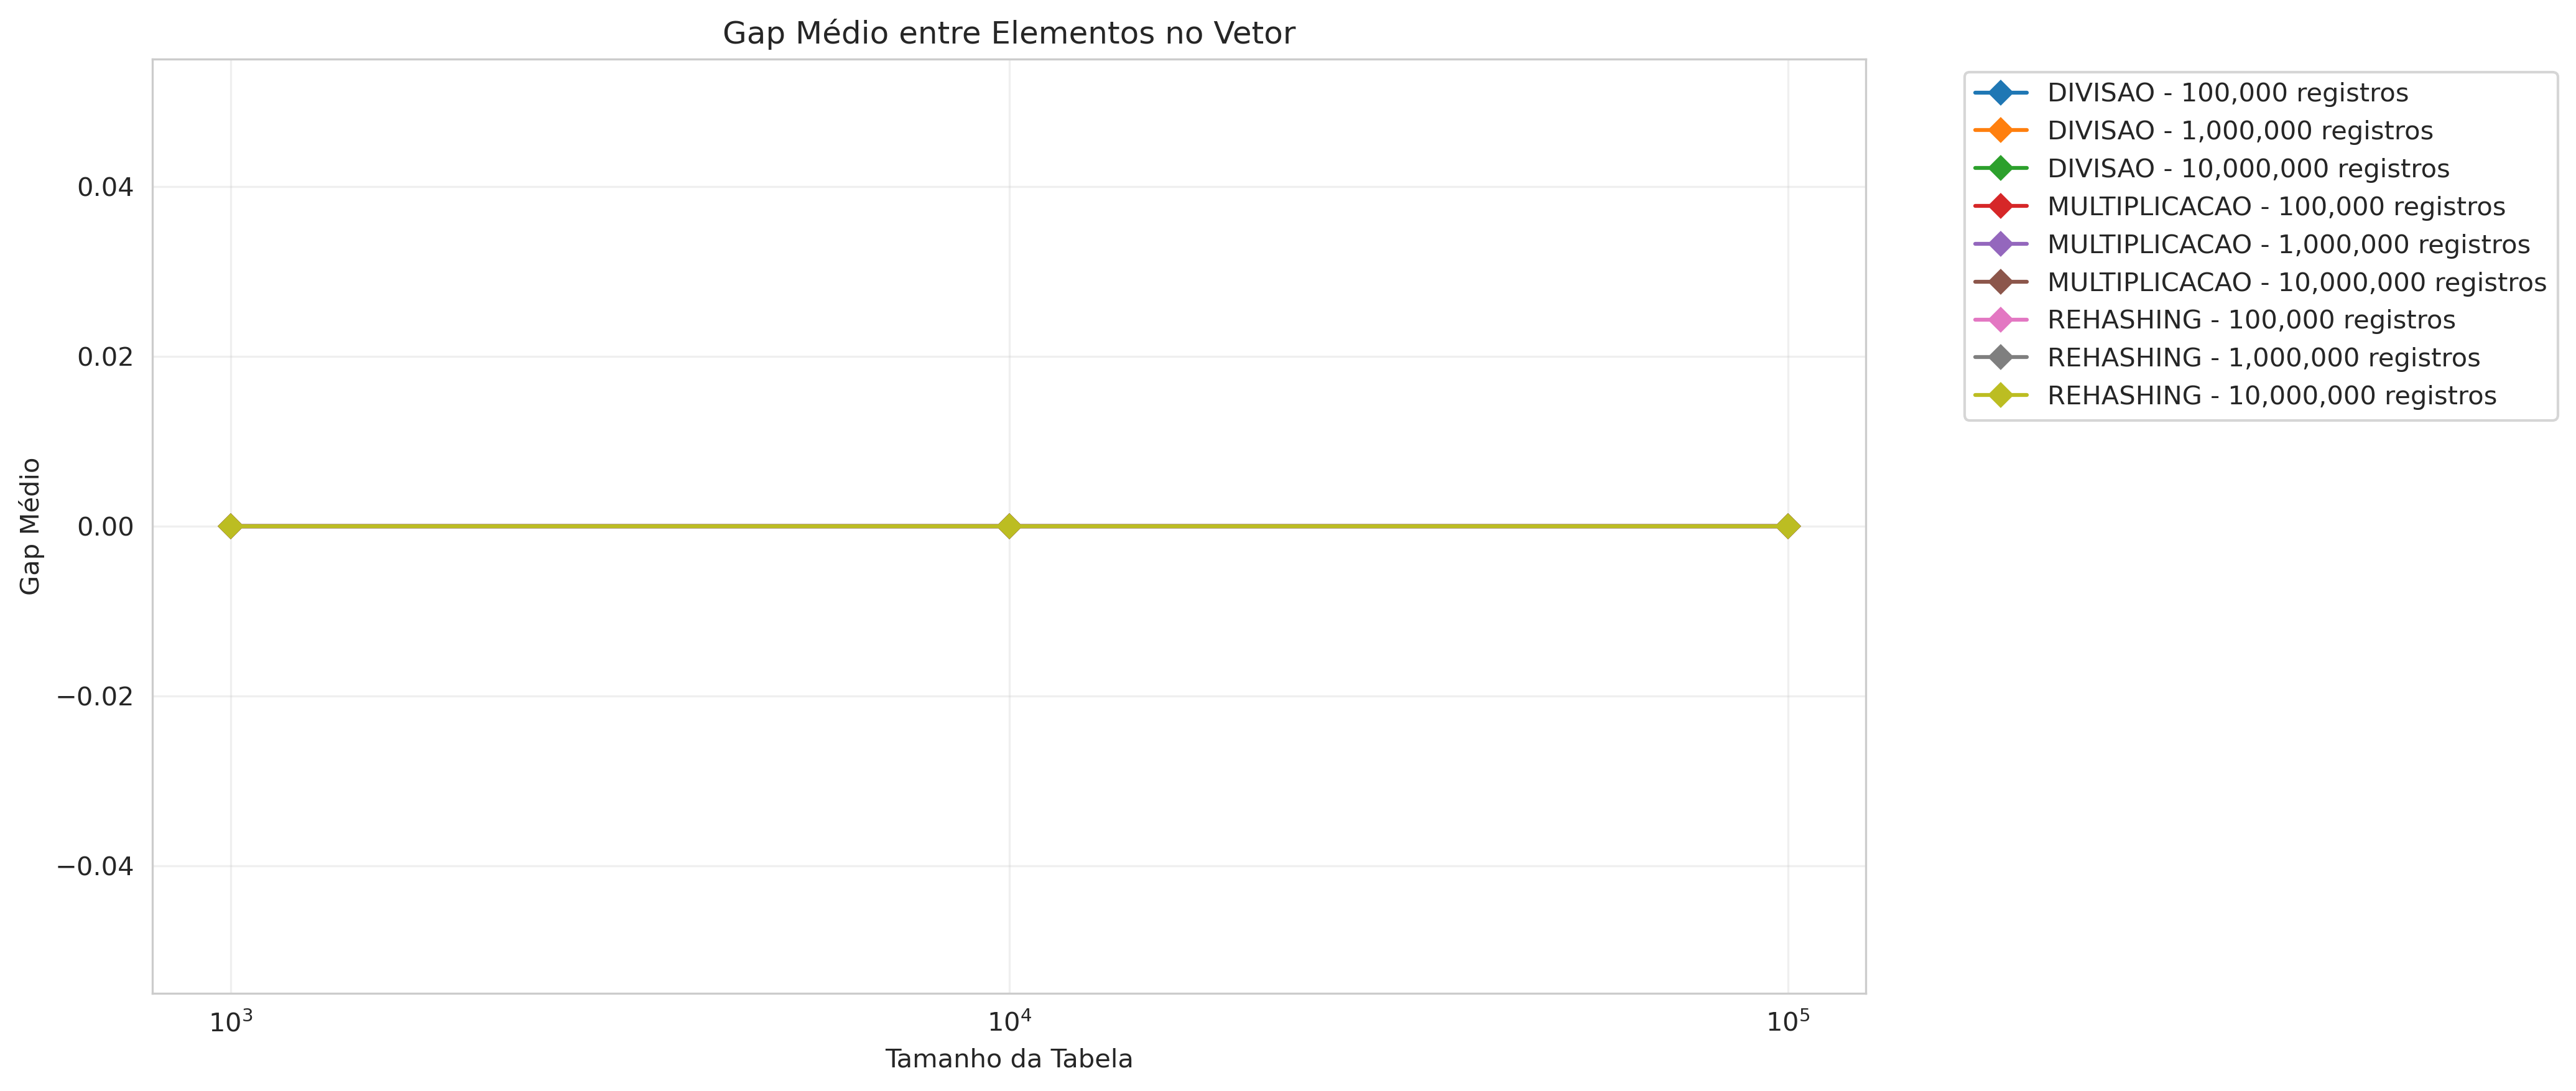 Gap Médio entre Elementos no Vetor
Gap Médio
0.04
0.02
0.00
−0.02
−0.04
10³
10⁴
10⁵
Tamanho da Tabela
DIVISAO - 100,000 registros
DIVISAO - 1,000,000 registros
DIVISAO - 10,000,000 registros
MULTIPLICACAO - 100,000 registros
MULTIPLICACAO - 1,000,000 registros
MULTIPLICACAO - 10,000,000 registros
REHASHING - 100,000 registros
REHASHING - 1,000,000 registros
REHASHING - 10,000,000 registros